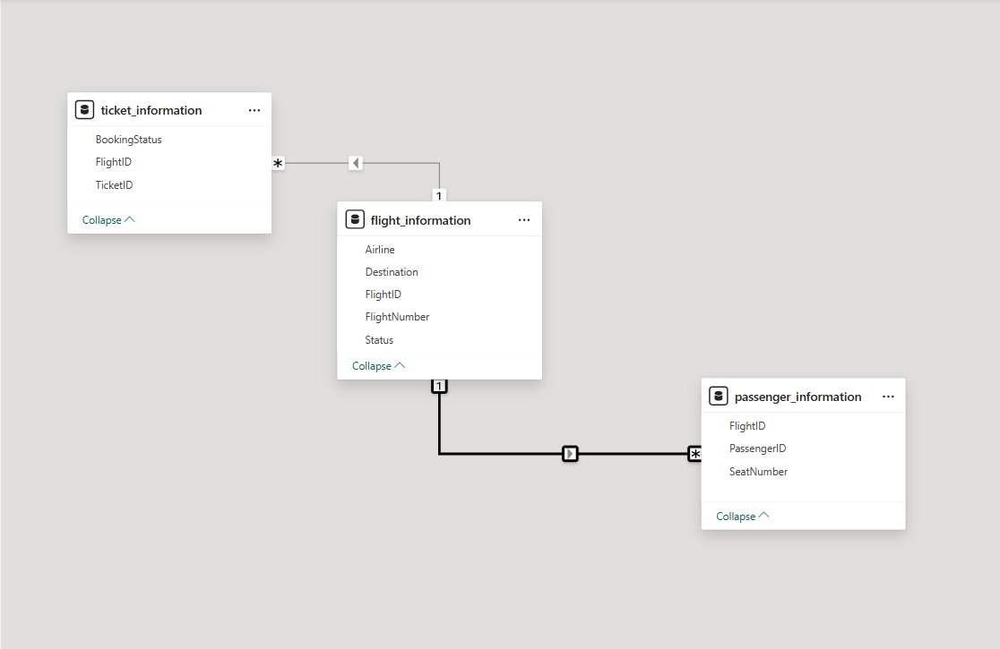 ticket_information
BookingStatus
FlightID
TicketID
Collapse
*
1
flight_information
Airline
Destination
FlightID
FlightNumber
Status
Collapse
1
*
passenger_information
FlightID
PassengerID
SeatNumber
Collapse